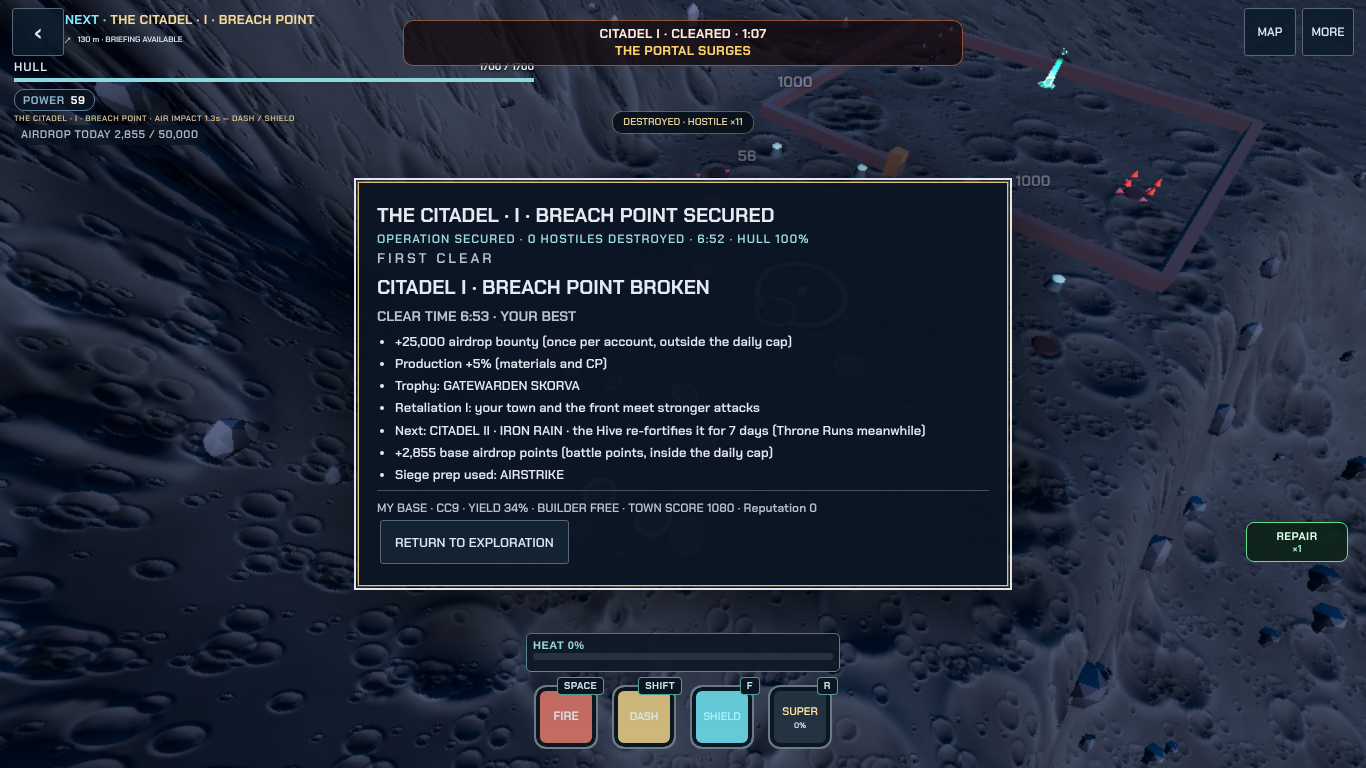 NEXT · THE CITADEL · I · BREACH POINT
130 m · BRIEFING AVAILABLE
HULL
1700 / 1700
POWER 59
THE CITADEL · I · BREACH POINT · AIR IMPACT 1.3s — DASH / SHIELD
AIRDROP TODAY 2,855 / 50,000
CITADEL I · CLEARED · 1:07
THE PORTAL SURGES
MAP
MORE
1000
DESTROYED · HOSTILE ×11
56
1000
THE CITADEL · I · BREACH POINT SECURED
OPERATION SECURED · 0 HOSTILES DESTROYED · 6:52 · HULL 100%
FIRST CLEAR
CITADEL I · BREACH POINT BROKEN
CLEAR TIME 6:53 · YOUR BEST
• +25,000 airdrop bounty (once per account, outside the daily cap)
• Production +5% (materials and CP)
• Trophy: GATEWARDEN SKORVA
• Retaliation I: your town and the front meet stronger attacks
• Next: CITADEL II · IRON RAIN · the Hive re-fortifies it for 7 days (Throne Runs meanwhile)
• +2,855 base airdrop points (battle points, inside the daily cap)
• Siege prep used: AIRSTRIKE
MY BASE · CC9 · YIELD 34% · BUILDER FREE · TOWN SCORE 1080 · Reputation 0
RETURN TO EXPLORATION
REPAIR
×1
HEAT 0%
SPACE
FIRE
SHIFT
DASH
F
SHIELD
R
SUPER
0%